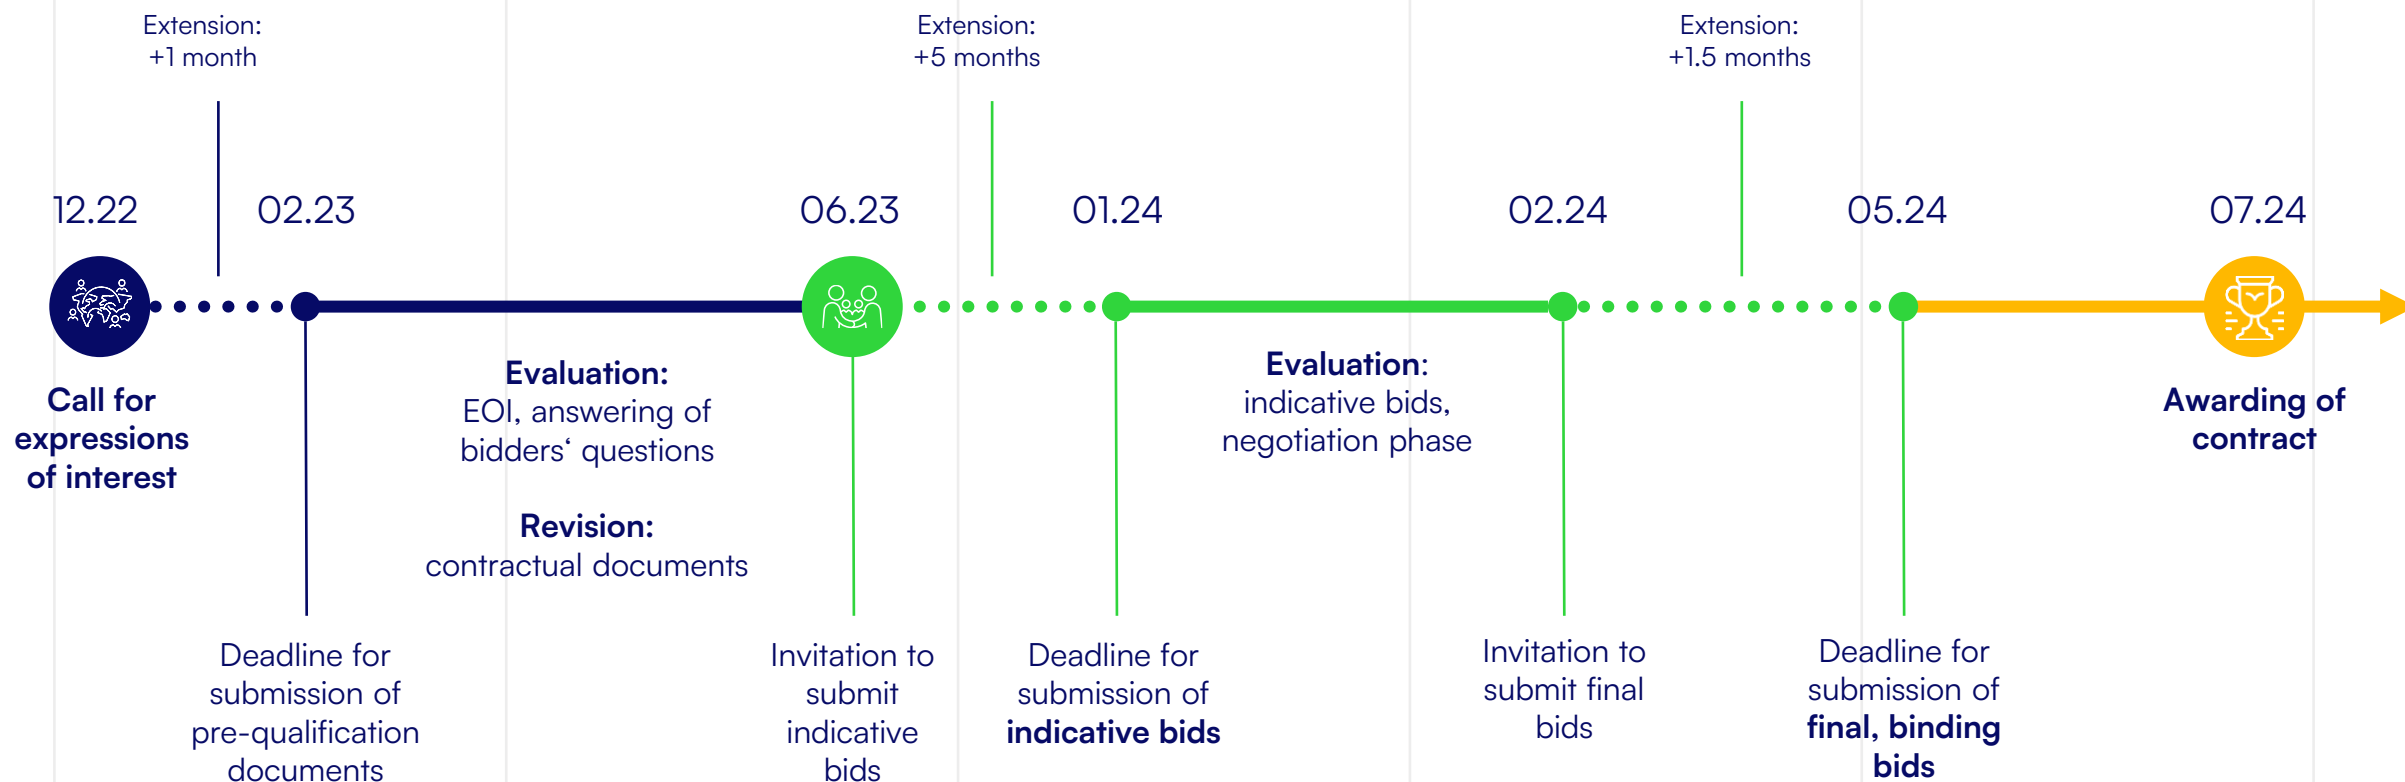 Extension:
+1 month
Extension:
+5 months
Extension:
+1.5 months
12.22
02.23
06.23
01.24
02.24
05.24
07.24
Call for
expressions
of interest
Evaluation:
EOI, answering of
bidders‘ questions
Revision:
contractual documents
Evaluation:
indicative bids,
negotiation phase
Awarding of
contract
Deadline for
submission of
pre-qualification
documents
Invitation to
submit
indicative
bids
Deadline for
submission of
indicative bids
Invitation to
submit final
bids
Deadline for
submission of
final, binding
bids